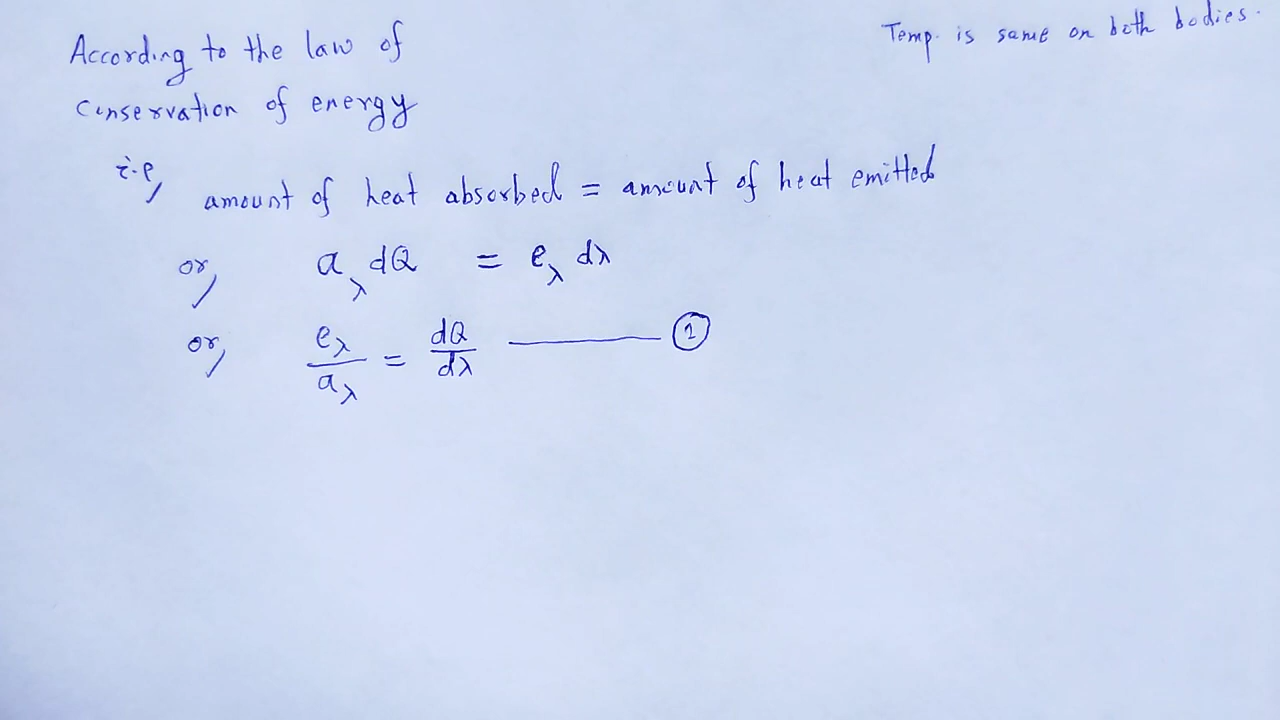 According to the law of
Temp. is same on both bodies.
conservation of energy
i.e, amount of heat absorbed = amount of heat emitted
or, a_λ dQ = e_λ dλ
or, e_λ/a_λ = dQ/dλ —— ①